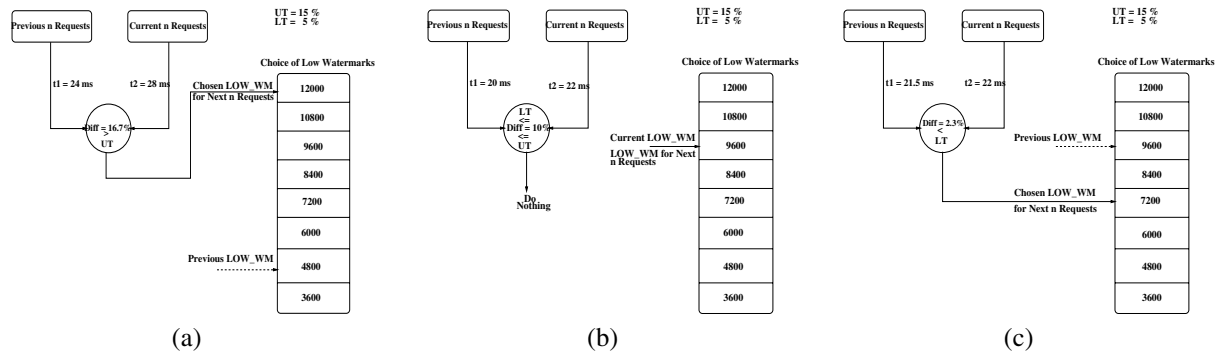 Previous n Requests
Current n Requests
UT = 15 %
LT = 5 %
Choice of Low Watermarks
t1 = 24 ms
t2 = 28 ms
Diff = 16.7%
>
UT
Chosen LOW_WM
for Next n Requests
Previous LOW_WM
12000
10800
9600
8400
7200
6000
4800
3600
(a)
Previous n Requests
Current n Requests
UT = 15 %
LT = 5 %
Choice of Low Watermarks
t1 = 20 ms
t2 = 22 ms
LT
<=
Diff = 10%
<=
UT
Do
Nothing
Current LOW_WM
LOW_WM for Next
n Requests
12000
10800
9600
8400
7200
6000
4800
3600
(b)
Previous n Requests
Current n Requests
UT = 15 %
LT = 5 %
Choice of Low Watermarks
t1 = 21.5 ms
t2 = 22 ms
Diff = 2.3%
<
LT
Previous LOW_WM
Chosen LOW_WM
for Next n Requests
12000
10800
9600
8400
7200
6000
4800
3600
(c)